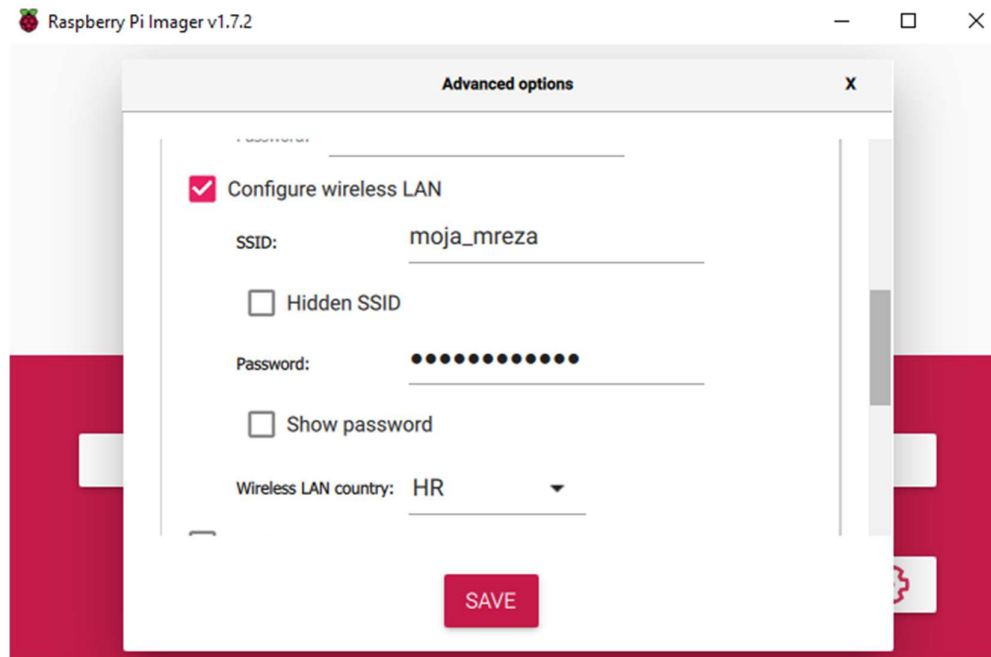 Raspberry Pi Imager v1.7.2
Advanced options
X
Configure wireless LAN
SSID: moja_mreza
Hidden SSID
Password: ●●●●●●●●●●●●
Show password
Wireless LAN country: HR
SAVE